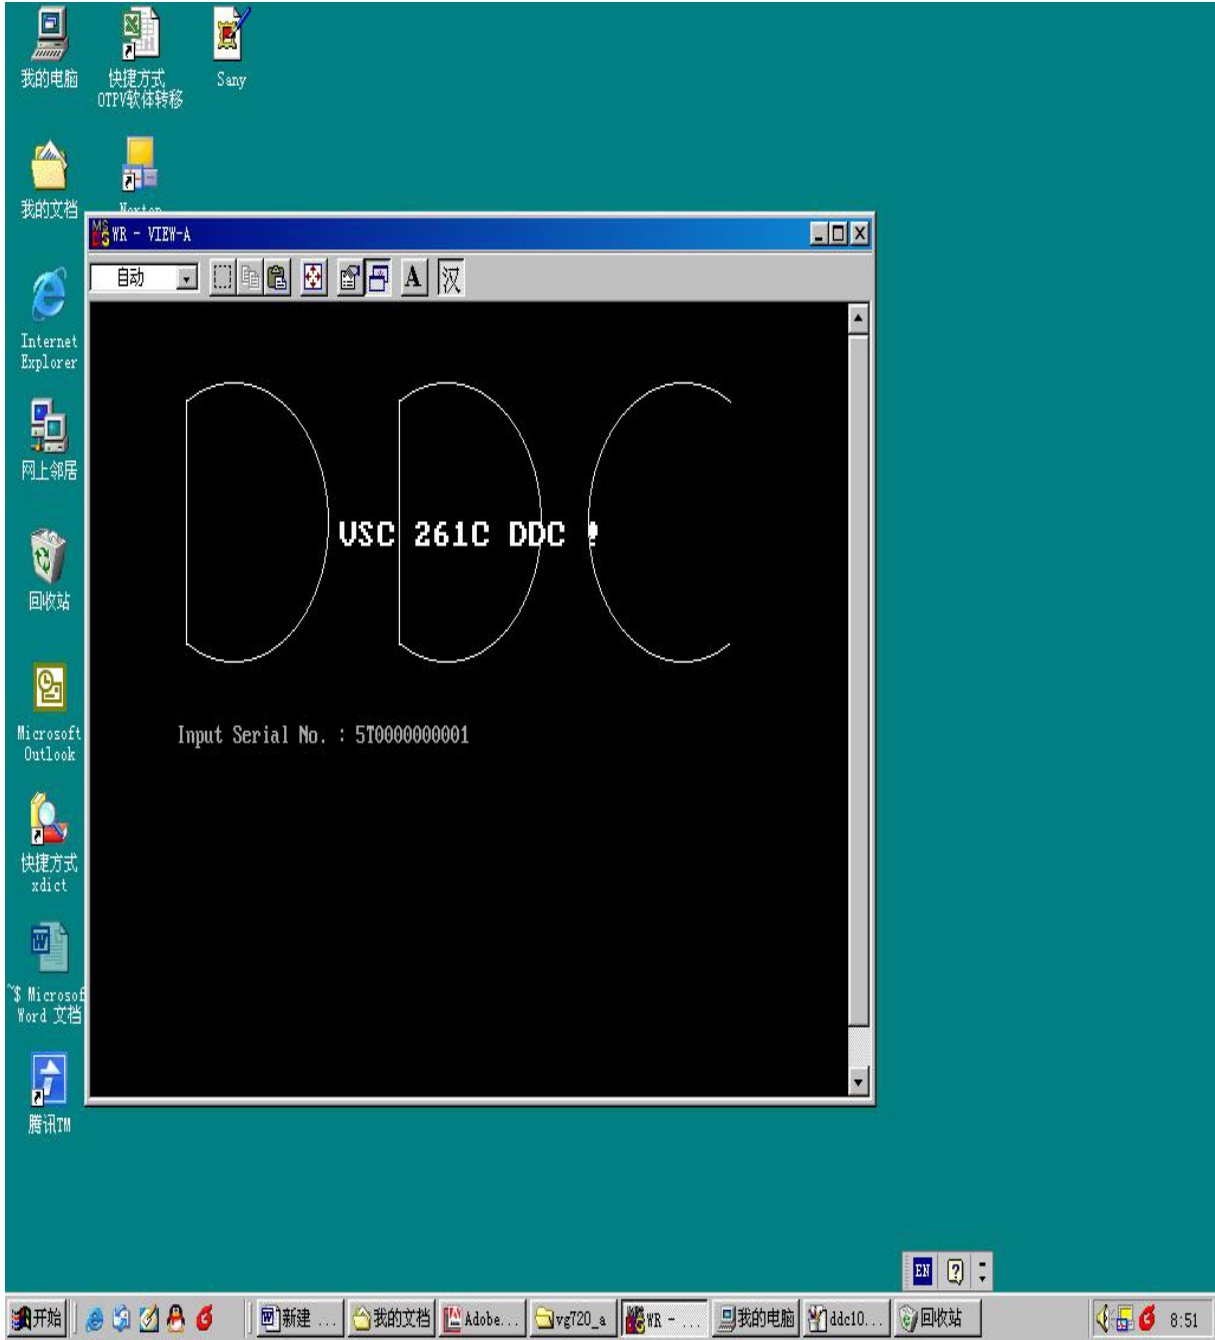 我的电脑
快捷方式
OTPV软体转移
Sany
我的文档
Norton
WR - VIEW-A
自动
A
汉
Internet
Explorer
网上邻居
回收站
Microsoft
Outlook
快捷方式
xdict
~$ Microsof
Word 文档
腾讯TM
DDC
VSC 261C DDC !
Input Serial No. : 5T0000000001
EN
开始
新建 ...
我的文档
Adobe...
vg720_a
WR - ...
我的电脑
ddc10...
回收站
8:51